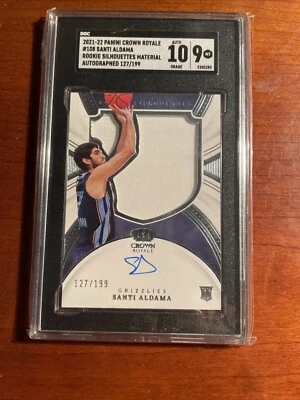 SGC
2021-22 PANINI CROWN ROYALE
#108 SANTI ALDAMA
ROOKIE SILHOUETTES MATERIAL
AUTOGRAPHED 127/199
AUTO
10
GRADE
9
CROWN
ROYALE
127/199
GRIZZLIES
SANTI ALDAMA